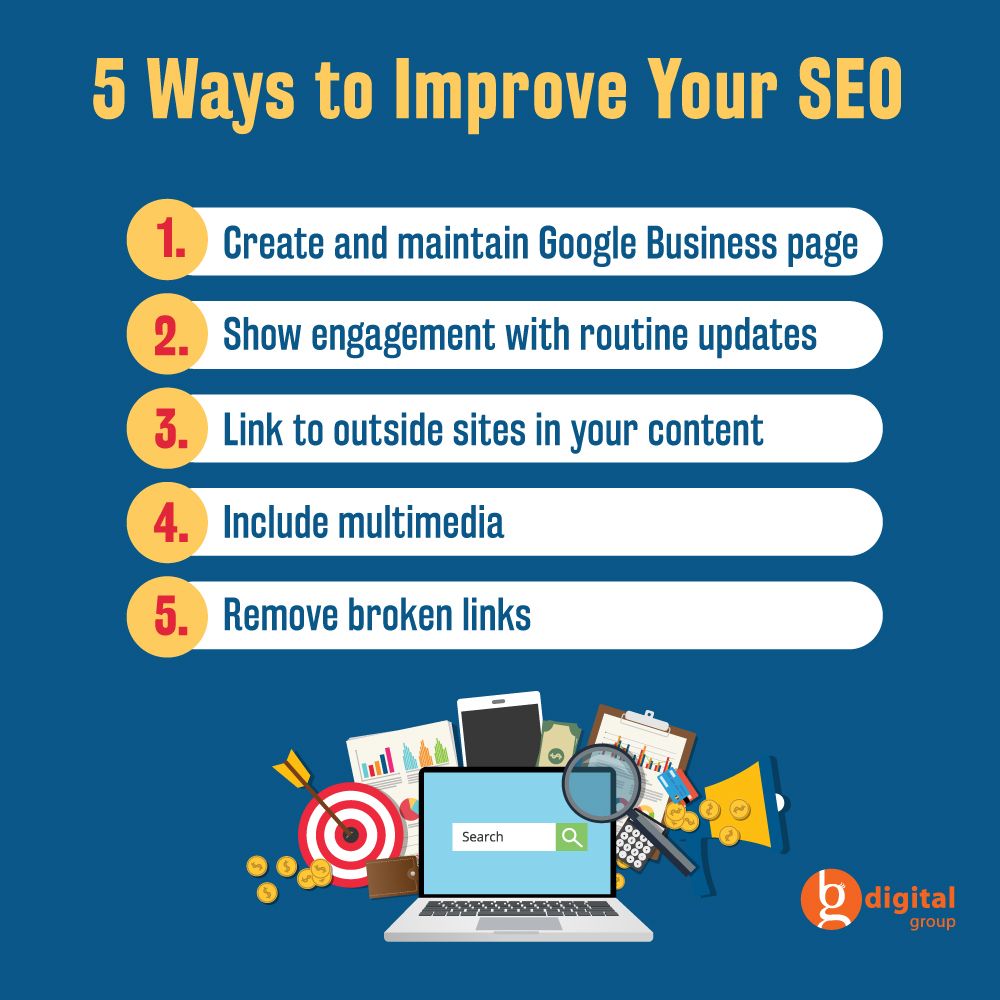 5 Ways to Improve Your SEO
1. Create and maintain Google Business page
2. Show engagement with routine updates
3. Link to outside sites in your content
4. Include multimedia
5. Remove broken links
Search
bg digital
group